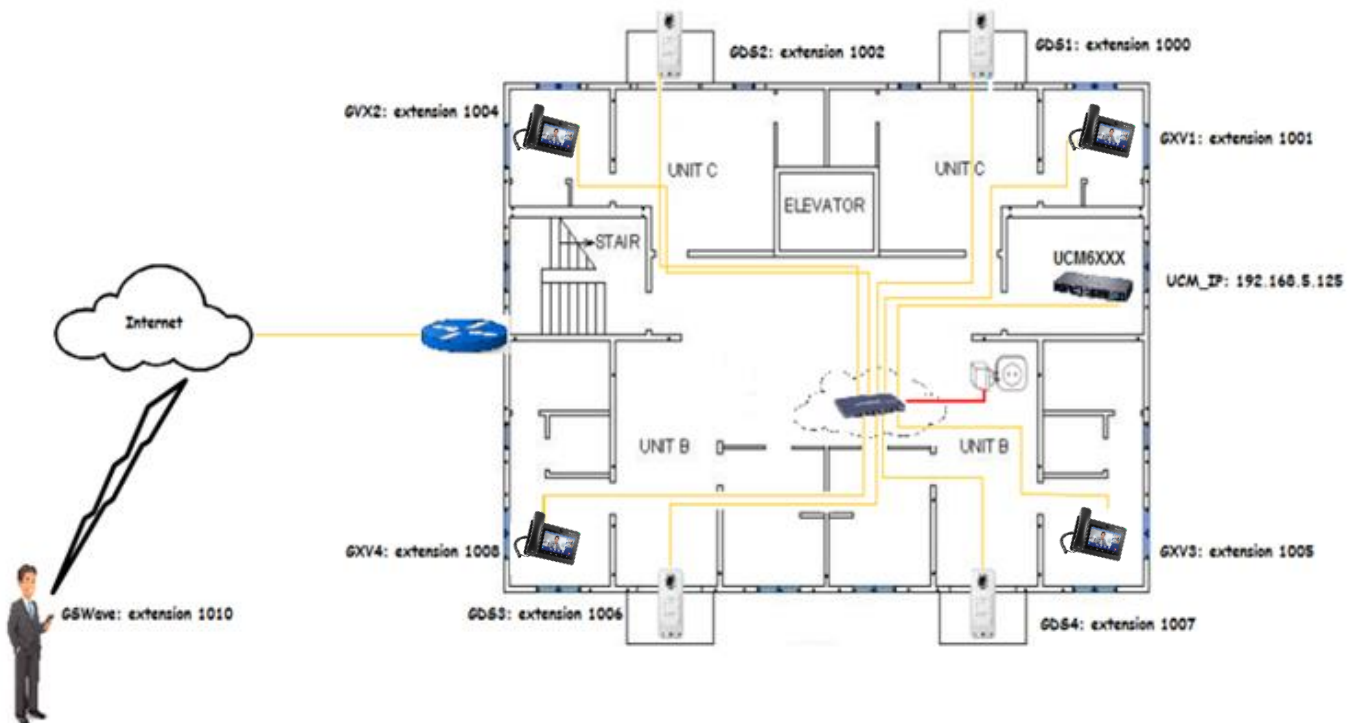 GDS2: extension 1002
GDS1: extension 1000
GVX2: extension 1004
GXV1: extension 1001
UNIT C
UNIT C
ELEVATOR
STAIR
UCM6XXX
UCM_IP: 192.168.5.125
Internet
UNIT B
UNIT B
GXV4: extension 1008
GXV3: extension 1005
GSWave: extension 1010
GDS3: extension 1006
GDS4: extension 1007